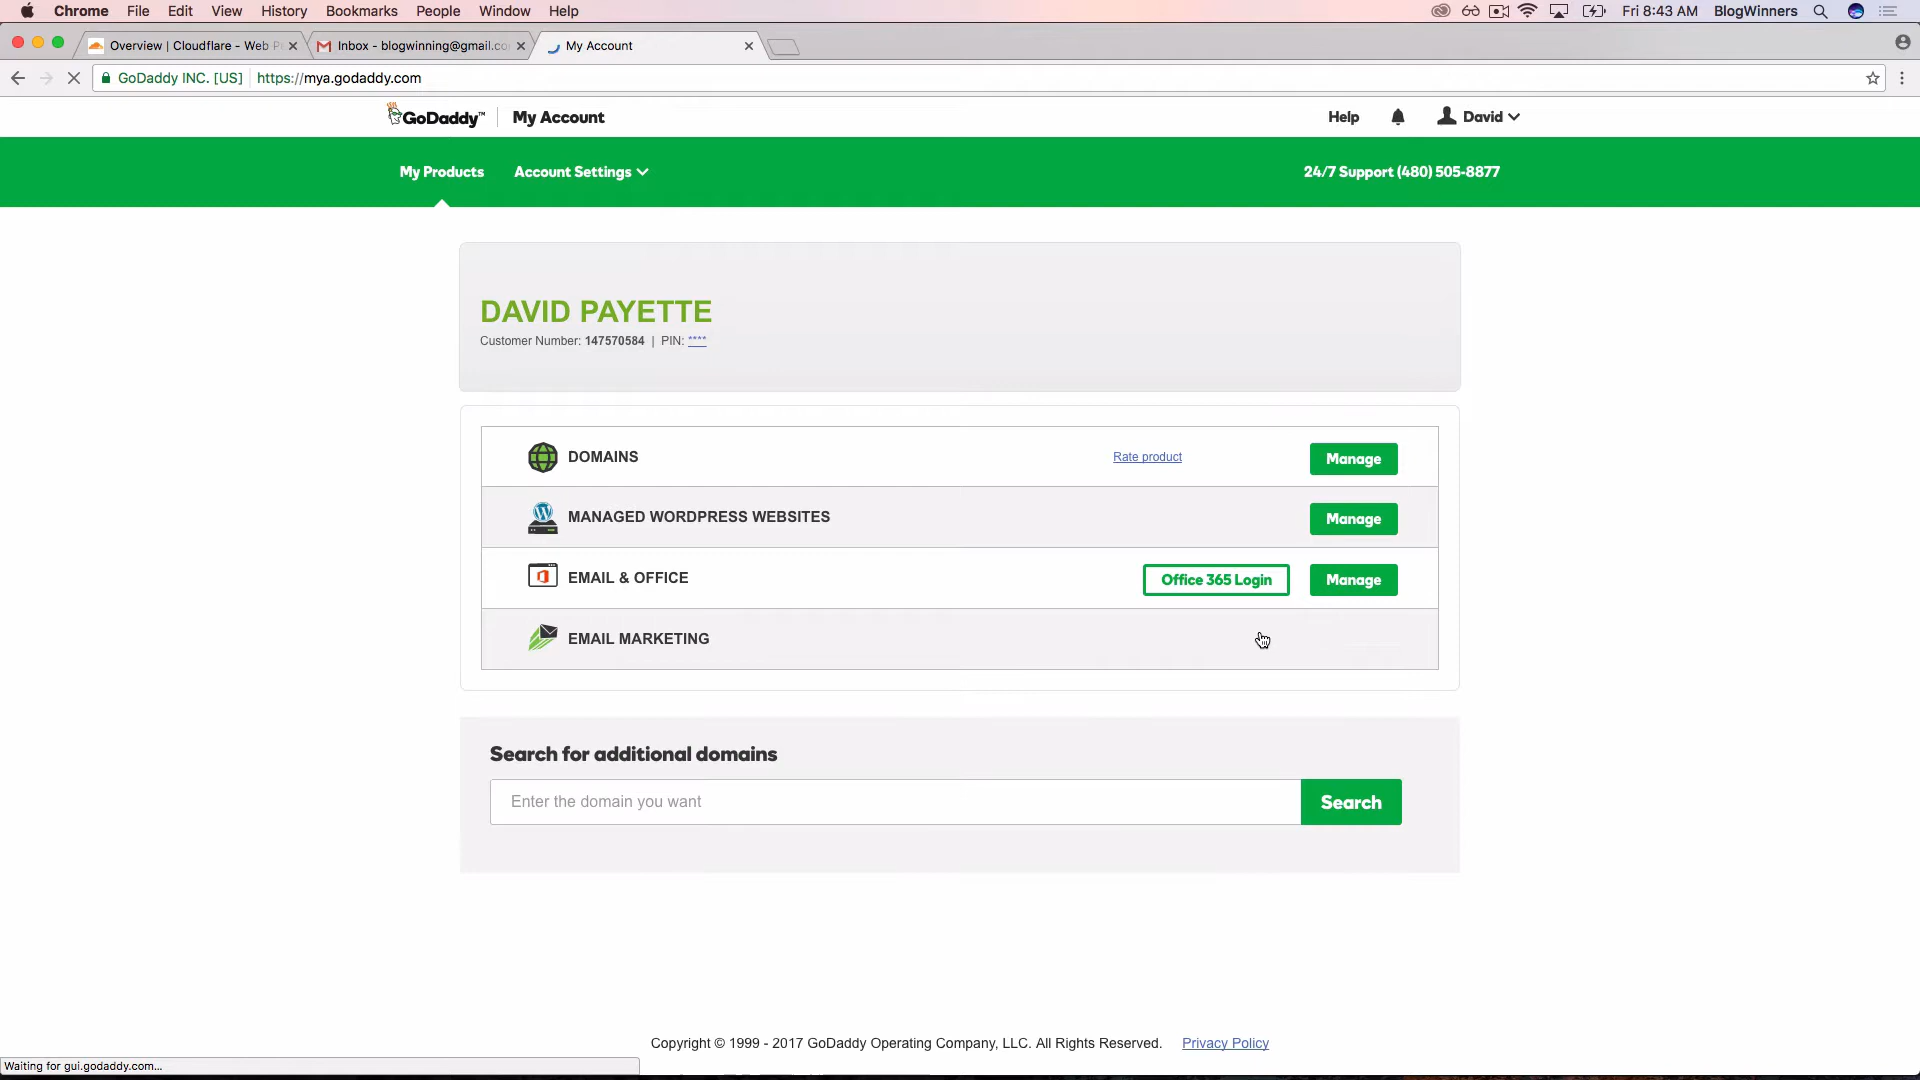 Chrome File Edit View History Bookmarks People Window Help Fri 8:43 AM BlogWinners
Overview | Cloudflare - Web P Inbox - blogwinning@gmail.co My Account
GoDaddy INC. [US] https://mya.godaddy.com
GoDaddy™ My Account Help David
My Products Account Settings 24/7 Support (480) 505-8877
DAVID PAYETTE
Customer Number: 147570584 | PIN: ****
DOMAINS Rate product Manage
MANAGED WORDPRESS WEBSITES Manage
EMAIL & OFFICE Office 365 Login Manage
EMAIL MARKETING
Search for additional domains
Enter the domain you want Search
Copyright © 1999 - 2017 GoDaddy Operating Company, LLC. All Rights Reserved. Privacy Policy
Waiting for gui.godaddy.com...